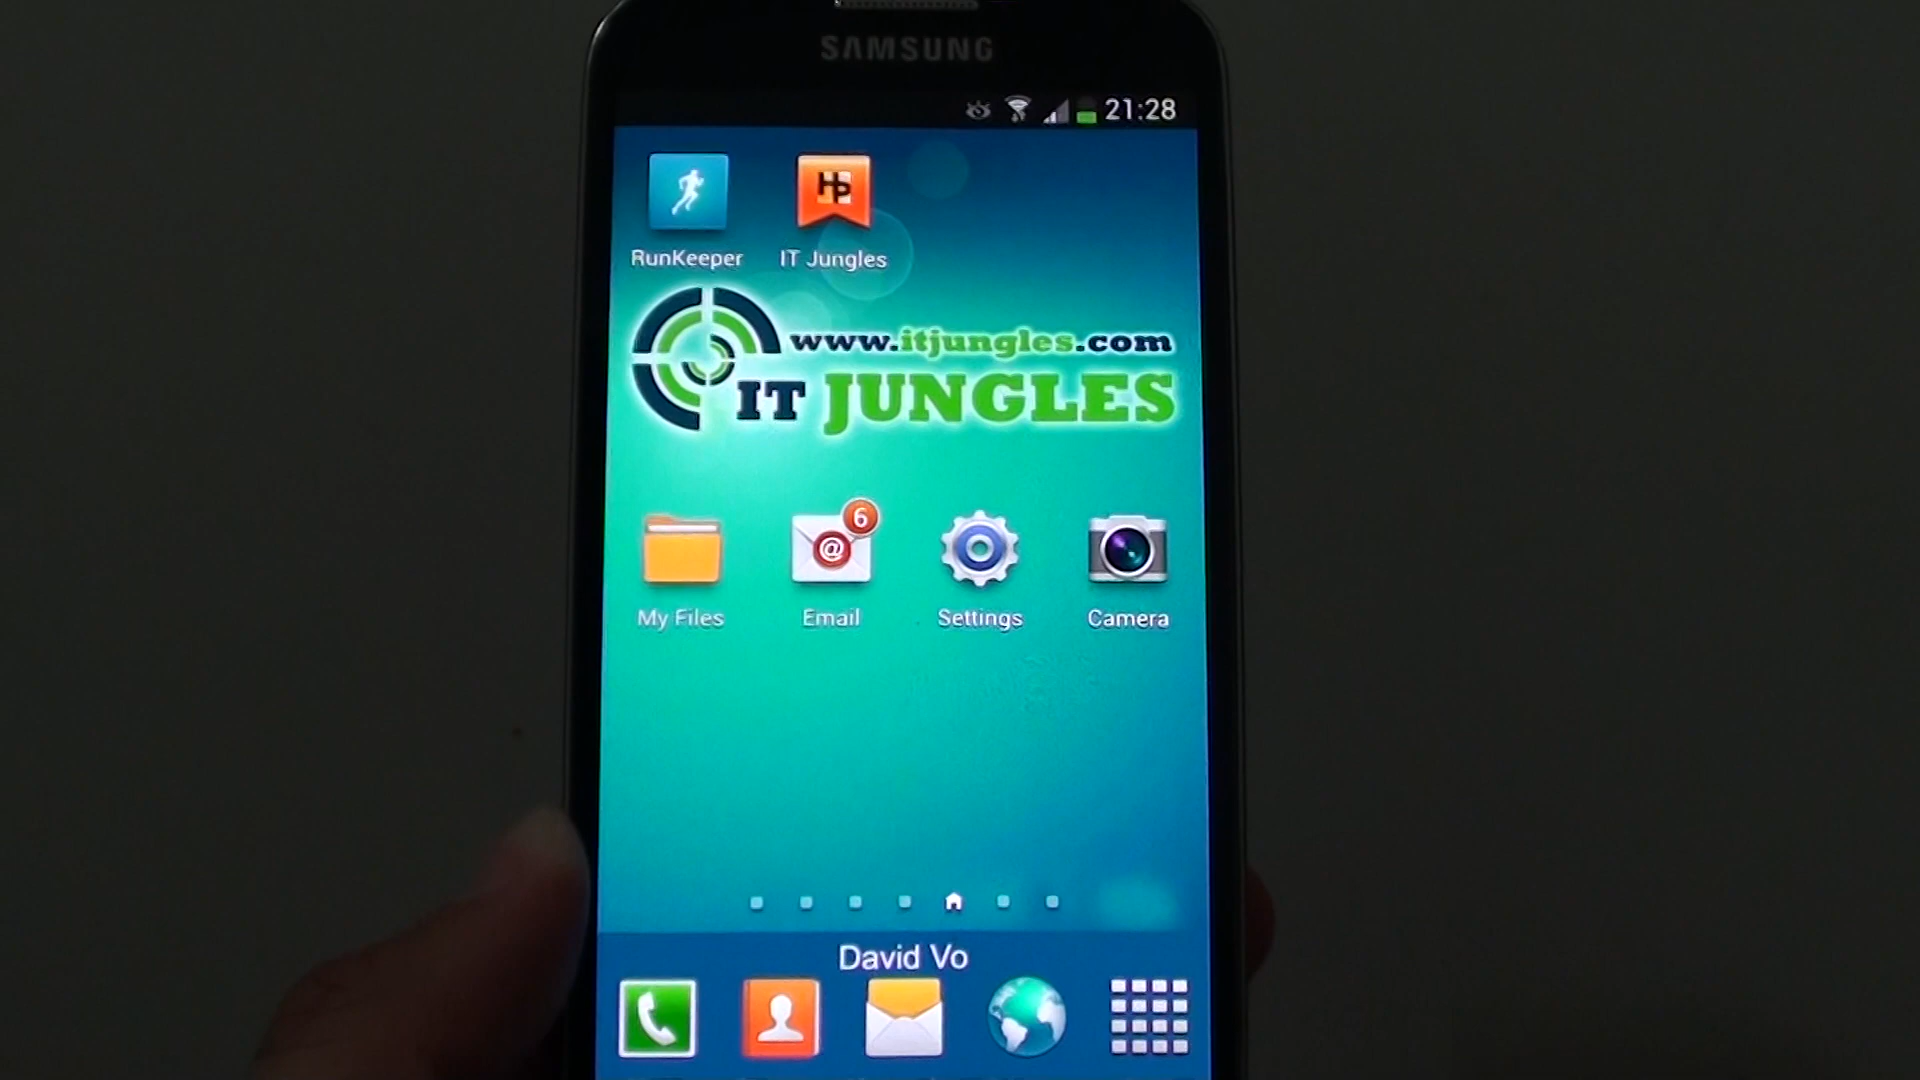 SAMSUNG
21:28
HP
RunKeeper
IT Jungles
www.itjungles.com
IT JUNGLES
6
@
My Files
Email
Settings
Camera
David Vo